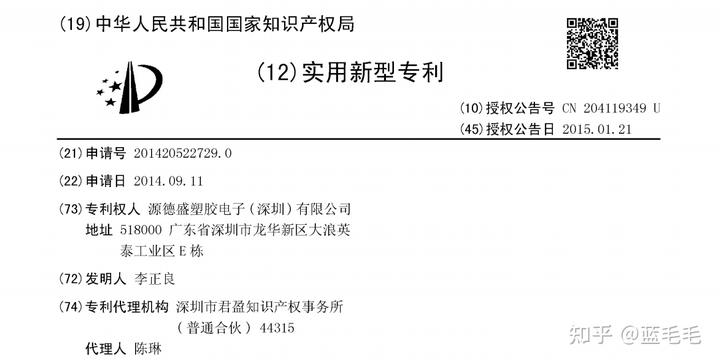 (19)中华人民共和国国家知识产权局
(12)实用新型专利
(10)授权公告号 CN 204119349 U
(45)授权公告日 2015.01.21
(21)申请号 201420522729.0
(22)申请日 2014.09.11
(73)专利权人 源德盛塑胶电子(深圳)有限公司
地址 518000 广东省深圳市龙华新区大浪英
泰工业区E栋
(72)发明人 李正良
(74)专利代理机构 深圳市君盈知识产权事务所
(普通合伙) 44315
代理人 陈琳
知乎 @蓝毛毛